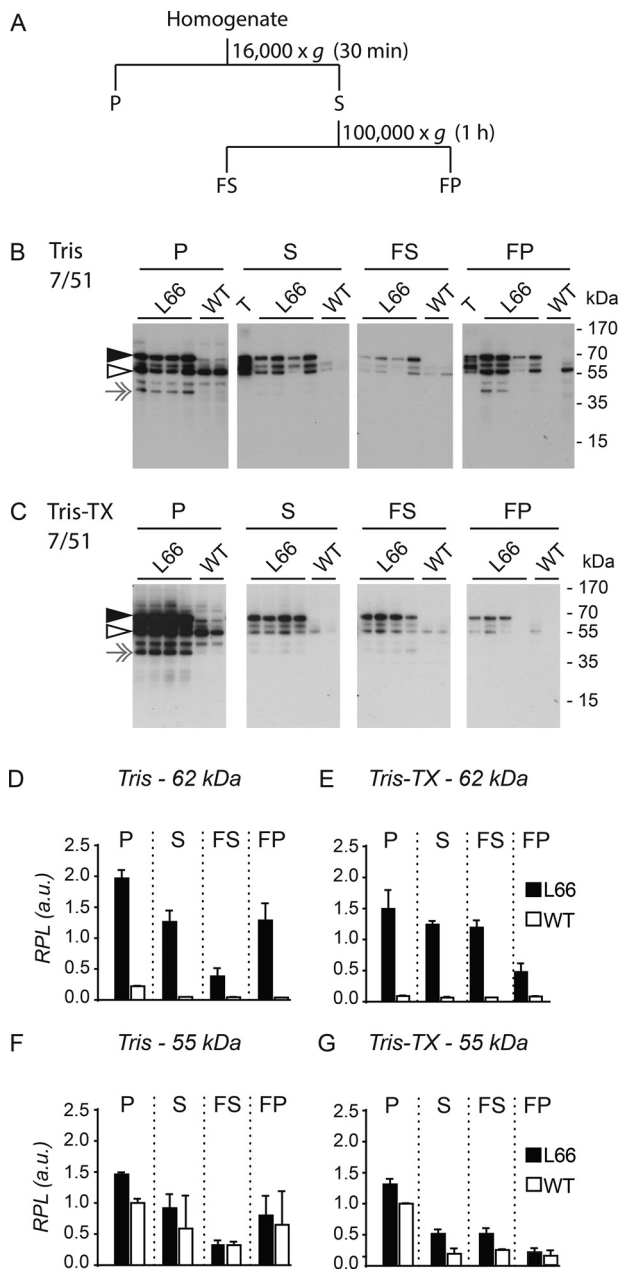 A
Homogenate
16,000 x g (30 min)
P S
100,000 x g (1 h)
FS FP
B Tris 7/51
P S FS FP
L66 WT T L66 WT L66 WT T L66 WT
kDa
- 170
- 70
- 55
- 35
- 15
C Tris-TX 7/51
P S FS FP
L66 WT L66 WT L66 WT L66 WT
kDa
- 170
- 70
- 55
- 35
- 15
D Tris - 62 kDa
P S FS FP
RPL (a.u.)
2.5
2.0
1.5
1.0
0.5
0.0
E Tris-TX - 62 kDa
P S FS FP
2.5
2.0
1.5
1.0
0.5
0.0
L66
WT
F Tris - 55 kDa
P S FS FP
RPL (a.u.)
2.5
2.0
1.5
1.0
0.5
0.0
G Tris-TX - 55 kDa
P S FS FP
2.5
2.0
1.5
1.0
0.5
0.0
L66
WT